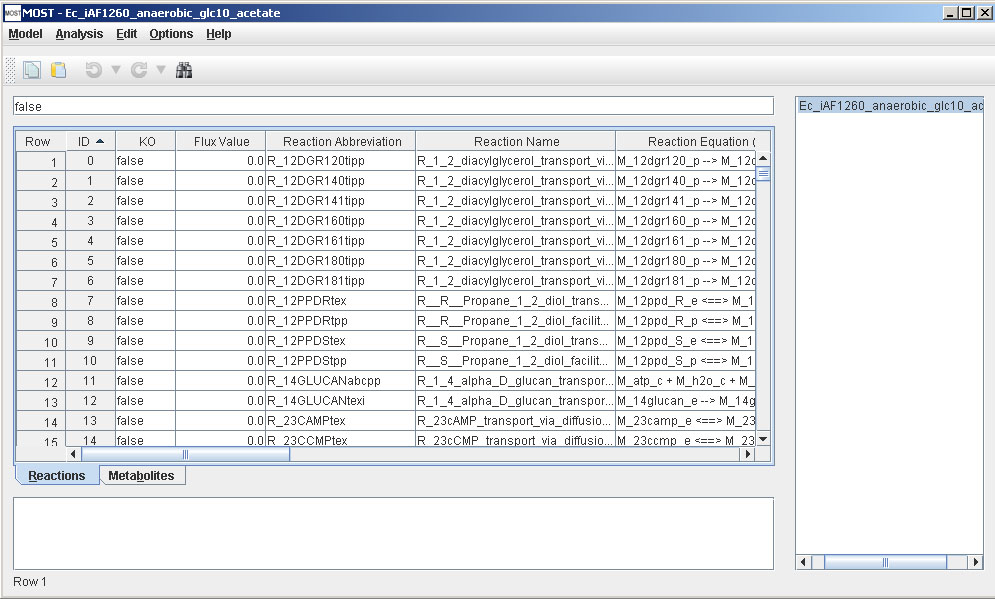 MOST MOST - Ec_iAF1260_anaerobic_glc10_acetate
Model Analysis Edit Options Help
false
Ec_iAF1260_anaerobic_glc10_ac
Row ID KO Flux Value Reaction Abbreviation Reaction Name Reaction Equation (
1 0 false 0.0 R_12DGR120tipp R_1_2_diacylglycerol_transport_vi... M_12dgr120_p --> M_12d
2 1 false 0.0 R_12DGR140tipp R_1_2_diacylglycerol_transport_vi... M_12dgr140_p --> M_12d
3 2 false 0.0 R_12DGR141tipp R_1_2_diacylglycerol_transport_vi... M_12dgr141_p --> M_12d
4 3 false 0.0 R_12DGR160tipp R_1_2_diacylglycerol_transport_vi... M_12dgr160_p --> M_12d
5 4 false 0.0 R_12DGR161tipp R_1_2_diacylglycerol_transport_vi... M_12dgr161_p --> M_12d
6 5 false 0.0 R_12DGR180tipp R_1_2_diacylglycerol_transport_vi... M_12dgr180_p --> M_12d
7 6 false 0.0 R_12DGR181tipp R_1_2_diacylglycerol_transport_vi... M_12dgr181_p --> M_12d
8 7 false 0.0 R_12PPDRtex R__R__Propane_1_2_diol_trans... M_12ppd_R_e <==> M_1
9 8 false 0.0 R_12PPDRtpp R__R__Propane_1_2_diol_facilit... M_12ppd_R_p <==> M_1
10 9 false 0.0 R_12PPDStex R__S__Propane_1_2_diol_trans... M_12ppd_S_e <==> M_1
11 10 false 0.0 R_12PPDStpp R__S__Propane_1_2_diol_facilit... M_12ppd_S_p <==> M_1
12 11 false 0.0 R_14GLUCANabcpp R_1_4_alpha_D_glucan_transpor... M_atp_c + M_h2o_c + M_
13 12 false 0.0 R_14GLUCANtexi R_1_4_alpha_D_glucan_transpor... M_14glucan_e --> M_14g
14 13 false 0.0 R_23CAMPtex R_23cAMP_transport_via_diffusio... M_23camp_e <==> M_23
15 14 false 0.0 R_23CCMPtex R_23cCMP_transport_via_diffusio... M_23ccmp_e <==> M_23
Reactions Metabolites
Row 1